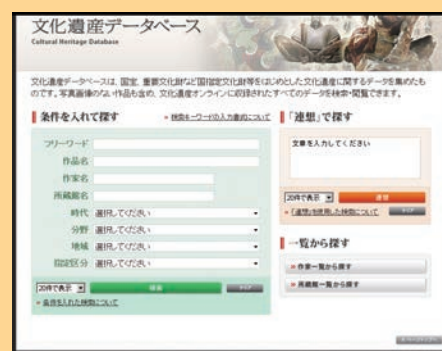 文化遺産データベース
Cultural Heritage Database
文化遺産データベースは、国宝、重要文化財など国指定文化財等をはじめとした文化遺産に関するデータを集めたも
のです。写真画像のない作品も含め、文化遺産オンラインに収録されたすべてのデータを検索・閲覧できます。
条件を入れて探す
» 検索キーワードの入力書式について
フリーワード
作品名
作家名
所蔵館名
時代 選択してください
分野 選択してください
地域 選択してください
指定区分 選択してください
20件で表示 検索 クリア
» 条件を入れた検索について
「連想」で探す
文章を入力してください
20件で表示 連想
» 「連想」を使用した検索について クリア
一覧から探す
» 作家一覧から探す
» 所蔵館一覧から探す